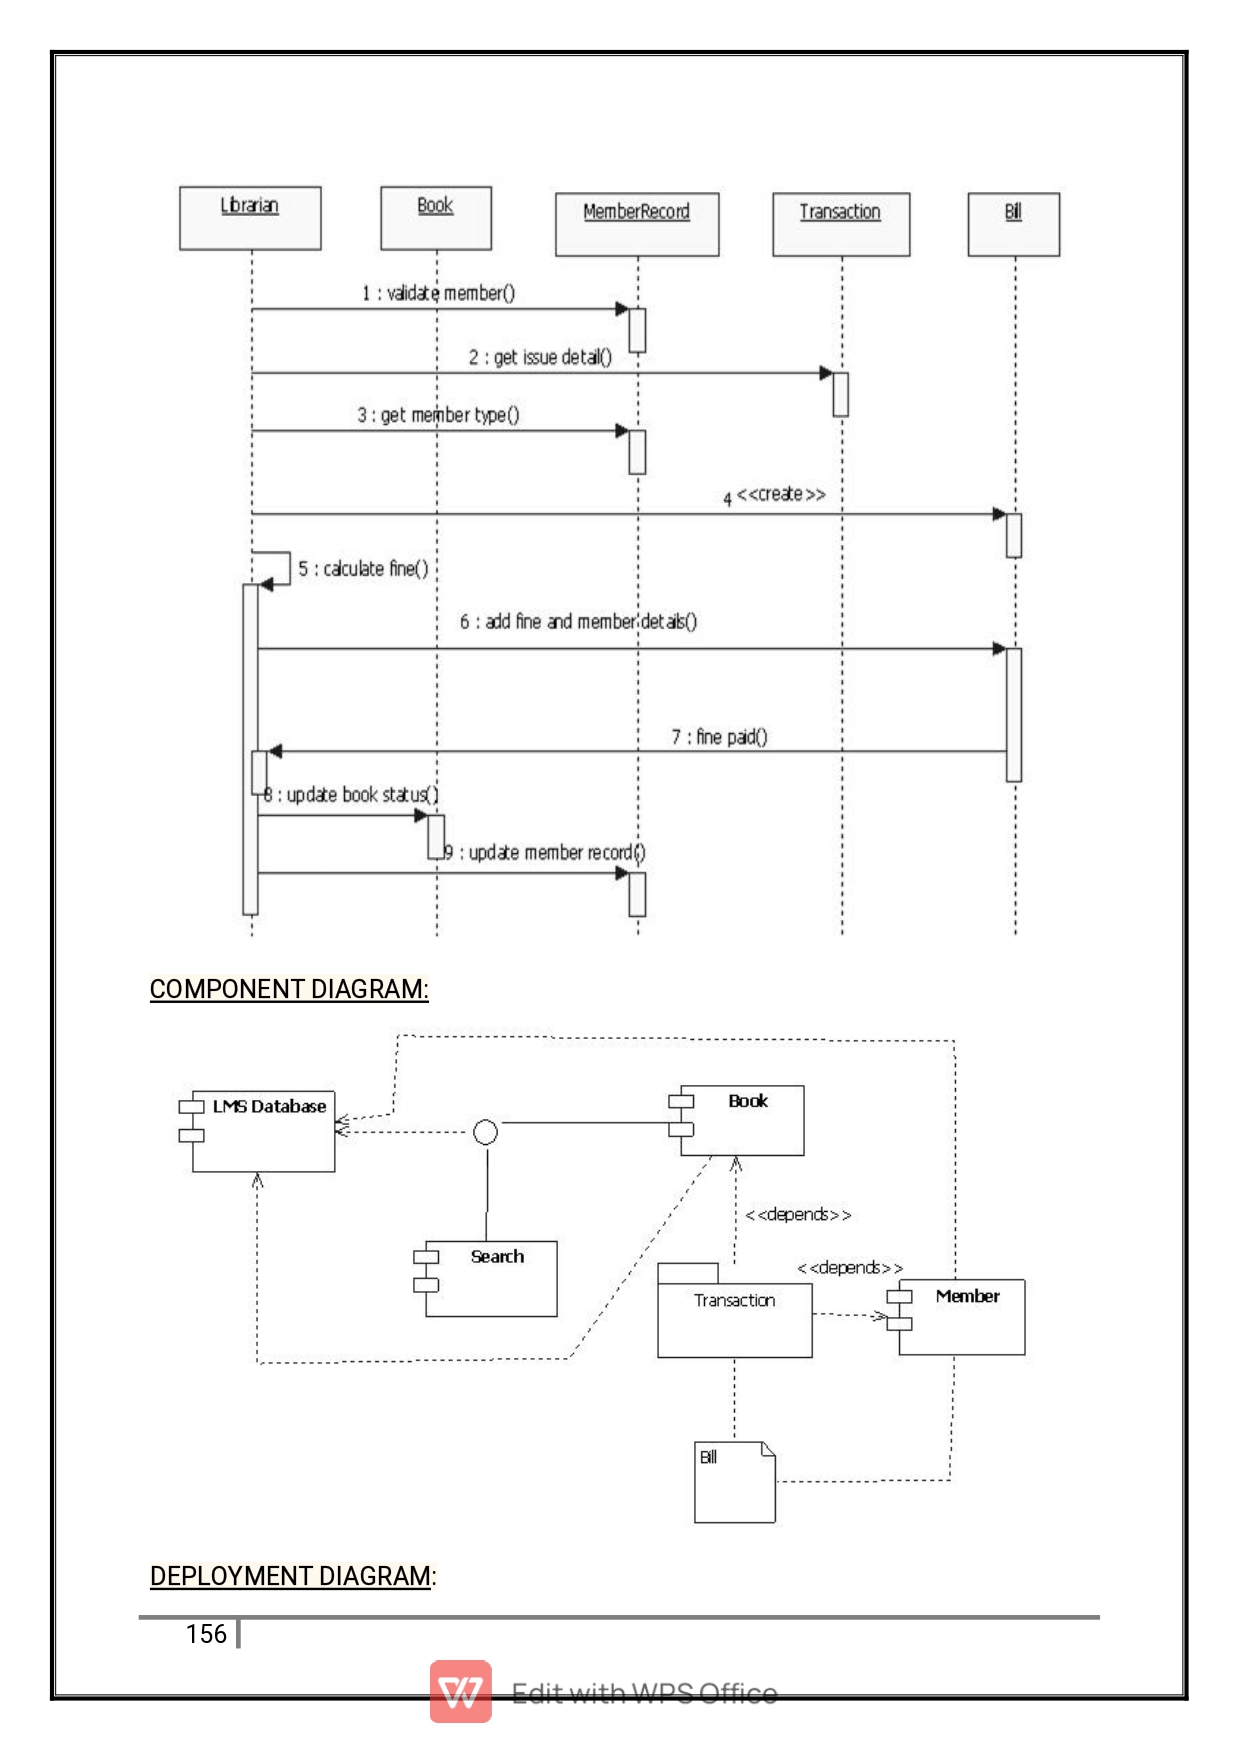 Librarian
Book
MemberRecord
Transaction
Bill
1 : validate member()
2 : get issue detail()
3 : get member type()
4 <<create>>
5 : calculate fine()
6 : add fine and member details()
7 : fine paid()
8 : update book status()
9 : update member record()
COMPONENT DIAGRAM:
LMS Database
Book
<<depends>>
Search
<<depends>>
Transaction
Member
Bill
DEPLOYMENT DIAGRAM:
156
Edit with WPS Office